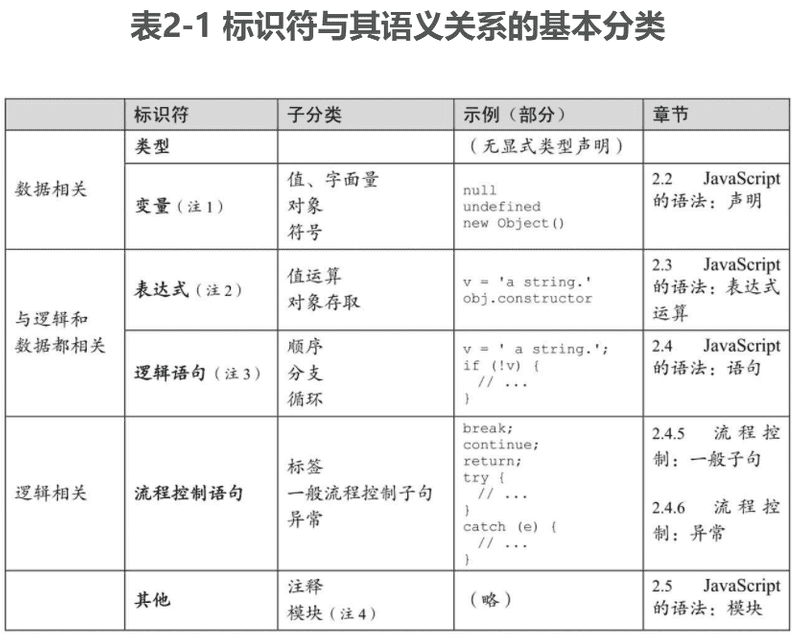 表2-1 标识符与其语义关系的基本分类
标识符 子分类 示例（部分） 章节
数据相关
类型
（无显式类型声明）
变量（注1）
值、字面量
对象
符号
null
undefined
new Object()
2.2 JavaScript
的语法：声明
与逻辑和
数据都相关
表达式（注2）
值运算
对象存取
v = 'a string.'
obj.constructor
2.3 JavaScript
的语法：表达式
运算
逻辑语句（注3）
顺序
分支
循环
v = ' a string.';
if (!v) {
// ...
}
2.4 JavaScript
的语法：语句
逻辑相关
流程控制语句
标签
一般流程控制子句
异常
break;
continue;
return;
try {
// ...
}
catch (e) {
// ...
}
2.4.5 流程控
制：一般子句
2.4.6 流程控
制：异常
其他
注释
模块（注4）
（略）
2.5 JavaScript
的语法：模块